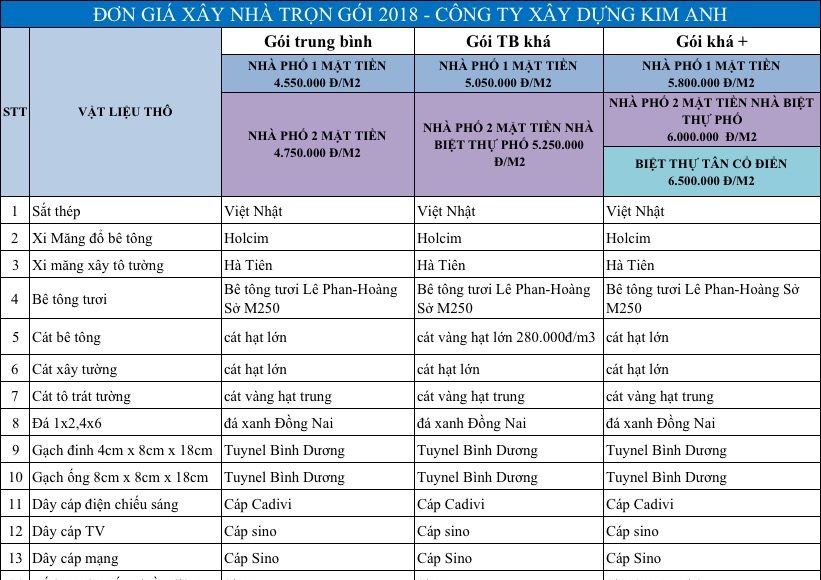 ĐƠN GIÁ XÂY NHÀ TRỌN GÓI 2018 - CÔNG TY XÂY DỰNG KIM ANH
STT VẬT LIỆU THÔ Gói trung bình Gói TB khá Gói khá +
NHÀ PHỐ 1 MẶT TIỀN
4.550.000 Đ/M2
NHÀ PHỐ 1 MẶT TIỀN
5.050.000 Đ/M2
NHÀ PHỐ 1 MẶT TIỀN
5.800.000 Đ/M2
NHÀ PHỐ 2 MẶT TIỀN
4.750.000 Đ/M2
NHÀ PHỐ 2 MẶT TIỀN NHÀ
BIỆT THỰ PHỐ 5.250.000
Đ/M2
NHÀ PHỐ 2 MẶT TIỀN NHÀ BIỆT
THỰ PHỐ
6.000.000 Đ/M2
BIỆT THỰ TÂN CỔ ĐIỂN
6.500.000 Đ/M2
1 Sắt thép Việt Nhật Việt Nhật Việt Nhật
2 Xi Măng đổ bê tông Holcim Holcim Holcim
3 Xi măng xây tô tường Hà Tiên Hà Tiên Hà Tiên
4 Bê tông tươi Bê tông tươi Lê Phan-Hoàng
Sở M250
Bê tông tươi Lê Phan-Hoàng
Sở M250
Bê tông tươi Lê Phan-Hoàng Sở
M250
5 Cát bê tông cát hạt lớn cát vàng hạt lớn 280.000đ/m3 cát hạt lớn
6 Cát xây tường cát hạt lớn cát hạt lớn cát hạt lớn
7 Cát tô trát tường cát vàng hạt trung cát vàng hạt trung cát vàng hạt trung
8 Đá 1x2,4x6 đá xanh Đồng Nai đá xanh Đồng Nai đá xanh Đồng Nai
9 Gạch đinh 4cm x 8cm x 18cm Tuynel Bình Dương Tuynel Bình Dương Tuynel Bình Dương
10 Gạch ống 8cm x 8cm x 18cm Tuynel Bình Dương Tuynel Bình Dương Tuynel Bình Dương
11 Dây cáp điện chiếu sáng Cáp Cadivi Cáp Cadivi Cáp Cadivi
12 Dây cáp TV Cáp sino Cáp sino Cáp sino
13 Dây cáp mạng Cáp Sino Cáp Sino Cáp Sino